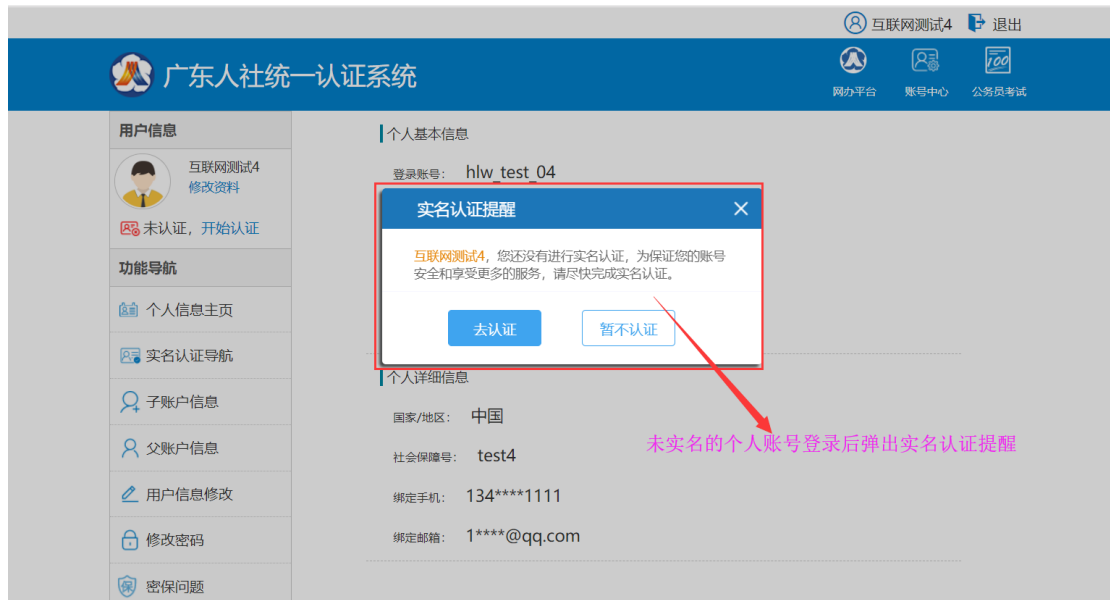 互联网测试4 退出
广东人社统一认证系统
网办平台 账号中心 公务员考试
100
用户信息
互联网测试4
修改资料
未认证，开始认证
功能导航
个人信息主页
实名认证导航
子账户信息
父账户信息
用户信息修改
修改密码
密保问题
个人基本信息
登录账号： hlw_test_04
实名认证提醒
互联网测试4，您还没有进行实名认证，为保证您的账号
安全和享受更多的服务，请尽快完成实名认证。
去认证 暂不认证
个人详细信息
国家/地区： 中国
社会保障号： test4
绑定手机： 134****1111
绑定邮箱： 1****@qq.com
未实名的个人账号登录后弹出实名认证提醒